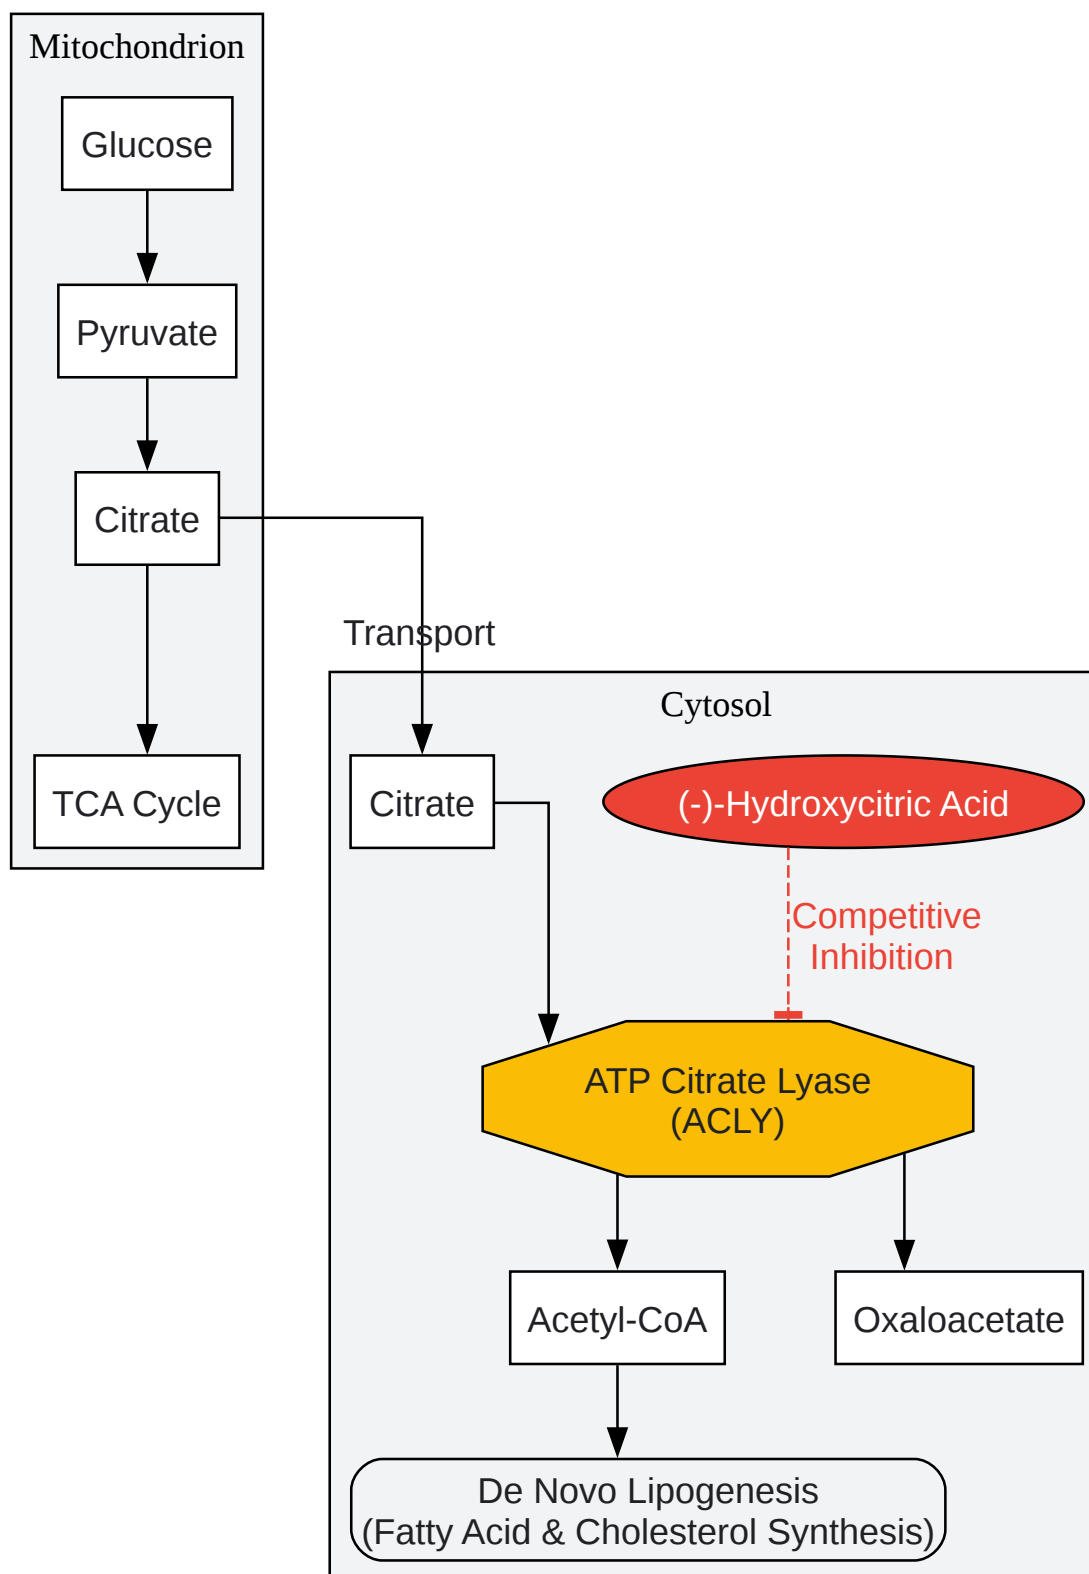 Mitochondrion
Glucose
Pyruvate
Citrate
TCA Cycle
Transport
Cytosol
Citrate
(-)-Hydroxycitric Acid
Competitive
Inhibition
ATP Citrate Lyase
(ACLY)
Acetyl-CoA
Oxaloacetate
De Novo Lipogenesis
(Fatty Acid & Cholesterol Synthesis)